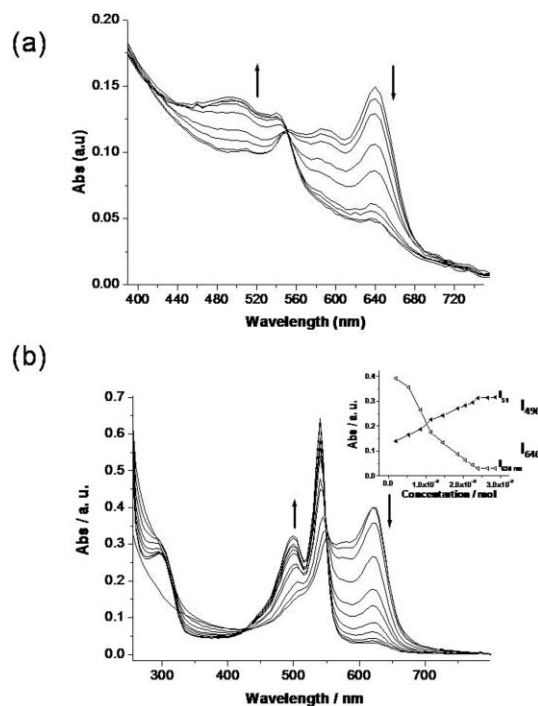 (a)
0.20
0.15
0.10
0.05
0.00
Abs (a.u)
400 440 480 520 560 600 640 680 720
Wavelength (nm)
(b)
0.7
0.6
0.5
0.4
0.3
0.2
0.1
0.0
Abs / a. u.
300 400 500 600 700
Wavelength / nm
0.4
0.3
0.2
0.1
0.0
Abs / a. u.
I490
I640
Concentartion / mol